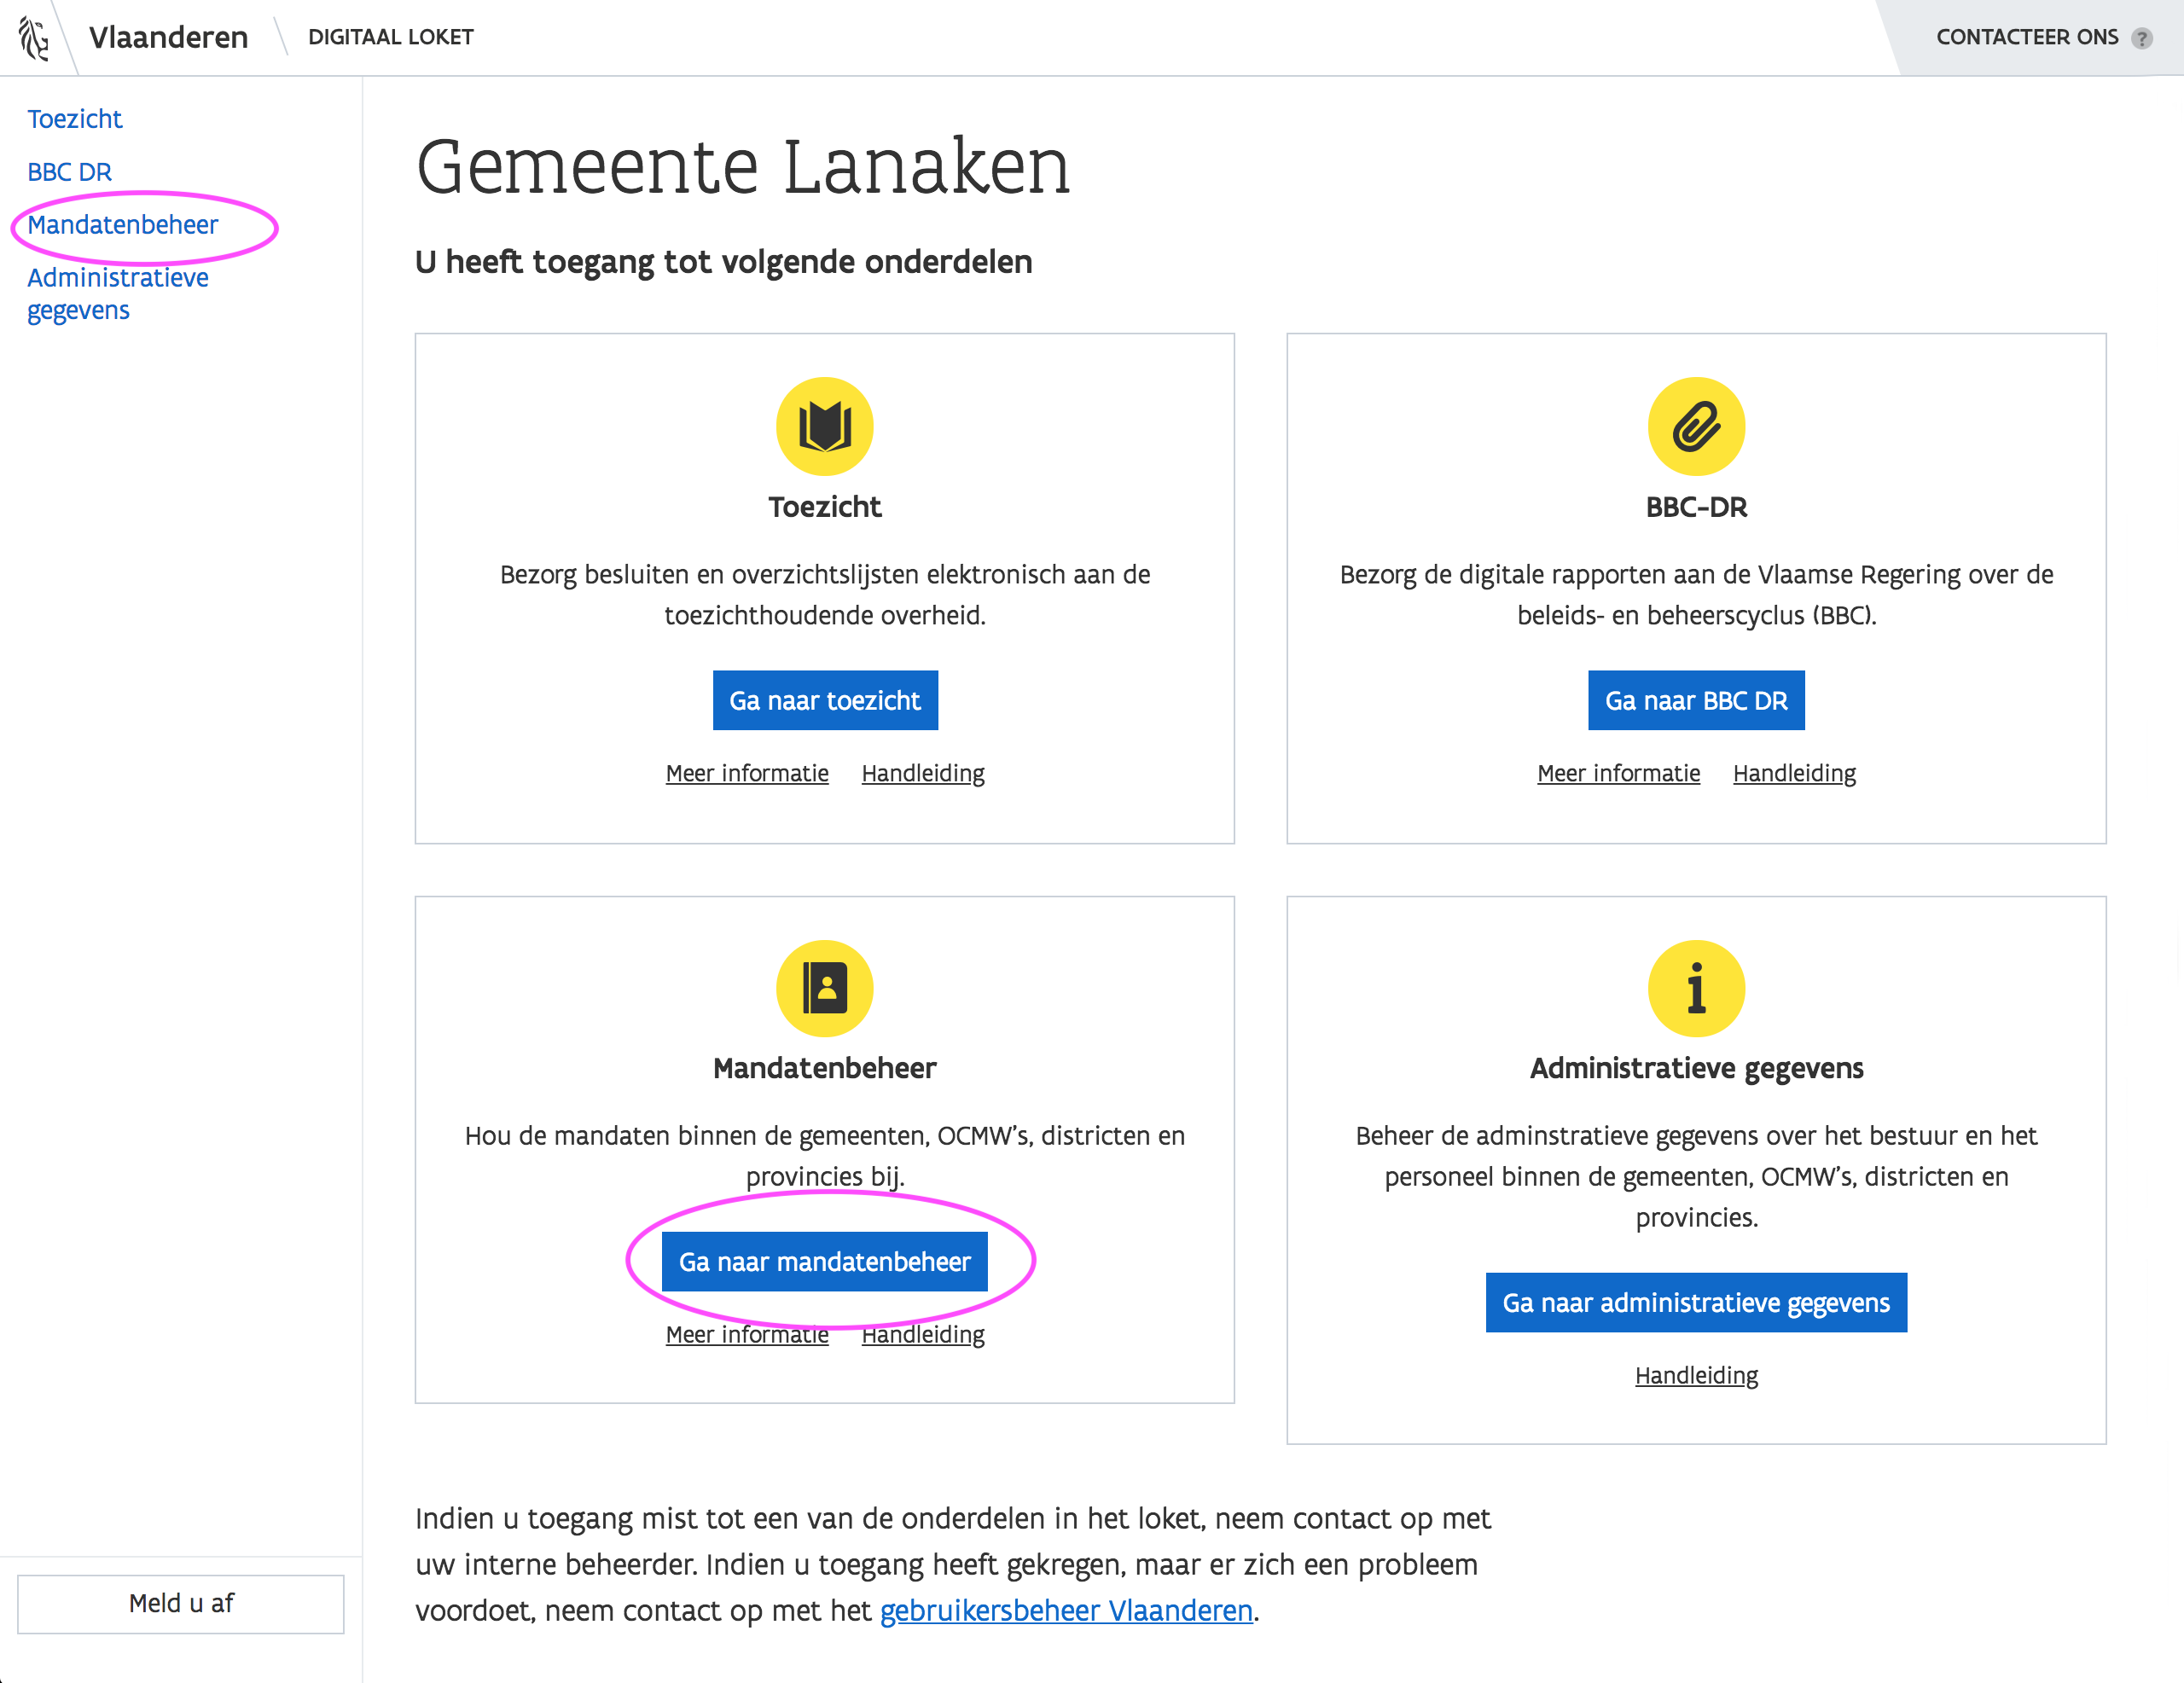 Vlaanderen
DIGITAAL LOKET
CONTACTEER ONS ?
Toezicht
BBC DR
Mandatenbeheer
Administratieve
gegevens
Gemeente Lanaken
U heeft toegang tot volgende onderdelen
Toezicht
Bezorg besluiten en overzichtslijsten elektronisch aan de
toezichthoudende overheid.
Ga naar toezicht
Meer informatie Handleiding
BBC-DR
Bezorg de digitale rapporten aan de Vlaamse Regering over de
beleids- en beheerscyclus (BBC).
Ga naar BBC DR
Meer informatie Handleiding
Mandatenbeheer
Hou de mandaten binnen de gemeenten, OCMW's, districten en
provincies bij.
Ga naar mandatenbeheer
Meer informatie Handleiding
Administratieve gegevens
Beheer de adminstratieve gegevens over het bestuur en het
personeel binnen de gemeenten, OCMW's, districten en
provincies.
Ga naar administratieve gegevens
Handleiding
Indien u toegang mist tot een van de onderdelen in het loket, neem contact op met
uw interne beheerder. Indien u toegang heeft gekregen, maar er zich een probleem
voordoet, neem contact op met het gebruikersbeheer Vlaanderen.
Meld u af